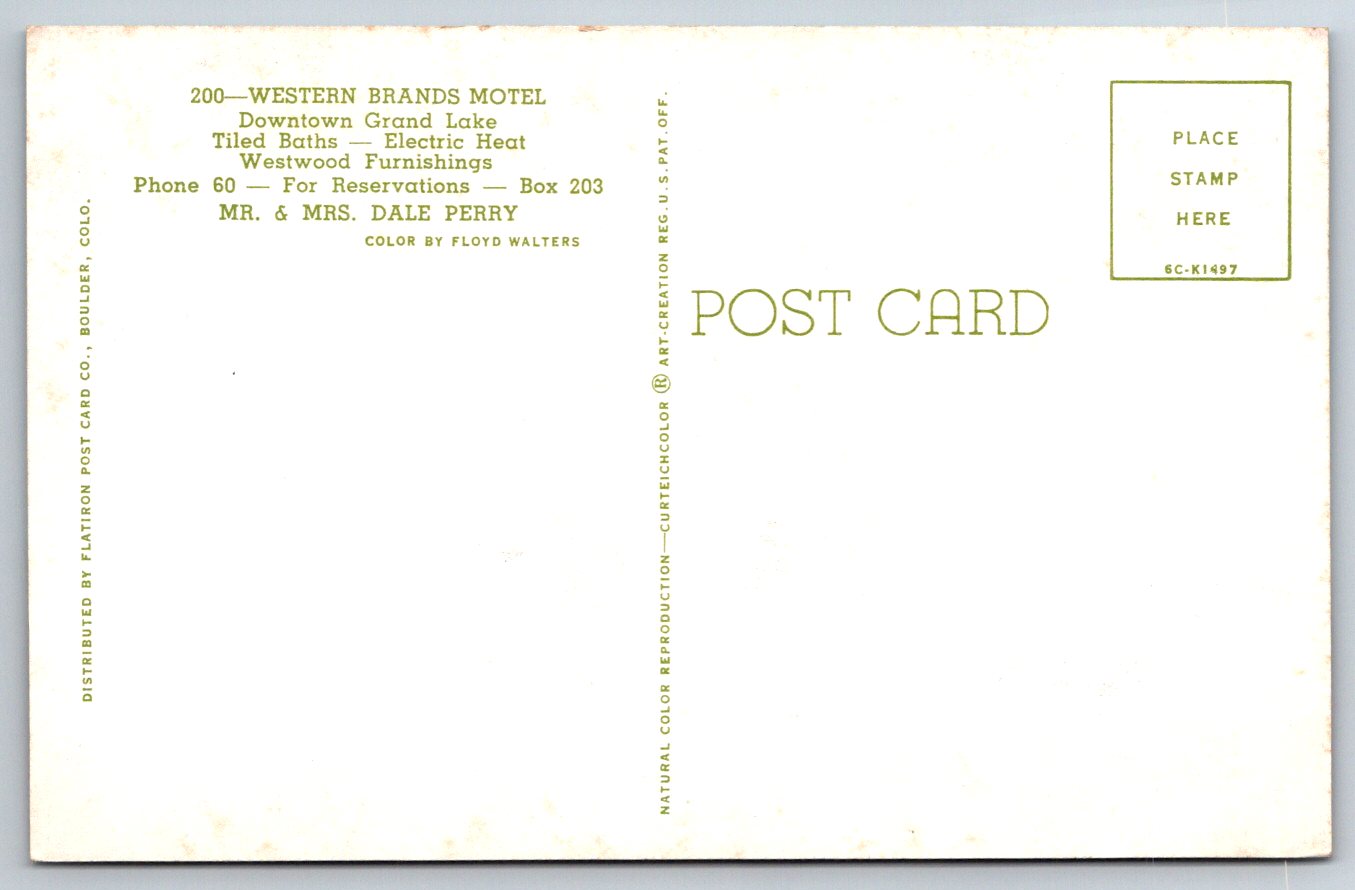 200—WESTERN BRANDS MOTEL
Downtown Grand Lake
Tiled Baths — Electric Heat
Westwood Furnishings
Phone 60 — For Reservations — Box 203
MR. & MRS. DALE PERRY
COLOR BY FLOYD WALTERS
DISTRIBUTED BY FLATIRON POST CARD CO., BOULDER, COLO.
NATURAL COLOR REPRODUCTION—CURTEICHCOLOR ® ART-CREATION REG. U.S. PAT. OFF.
POST CARD
PLACE
STAMP
HERE
6C-K1497